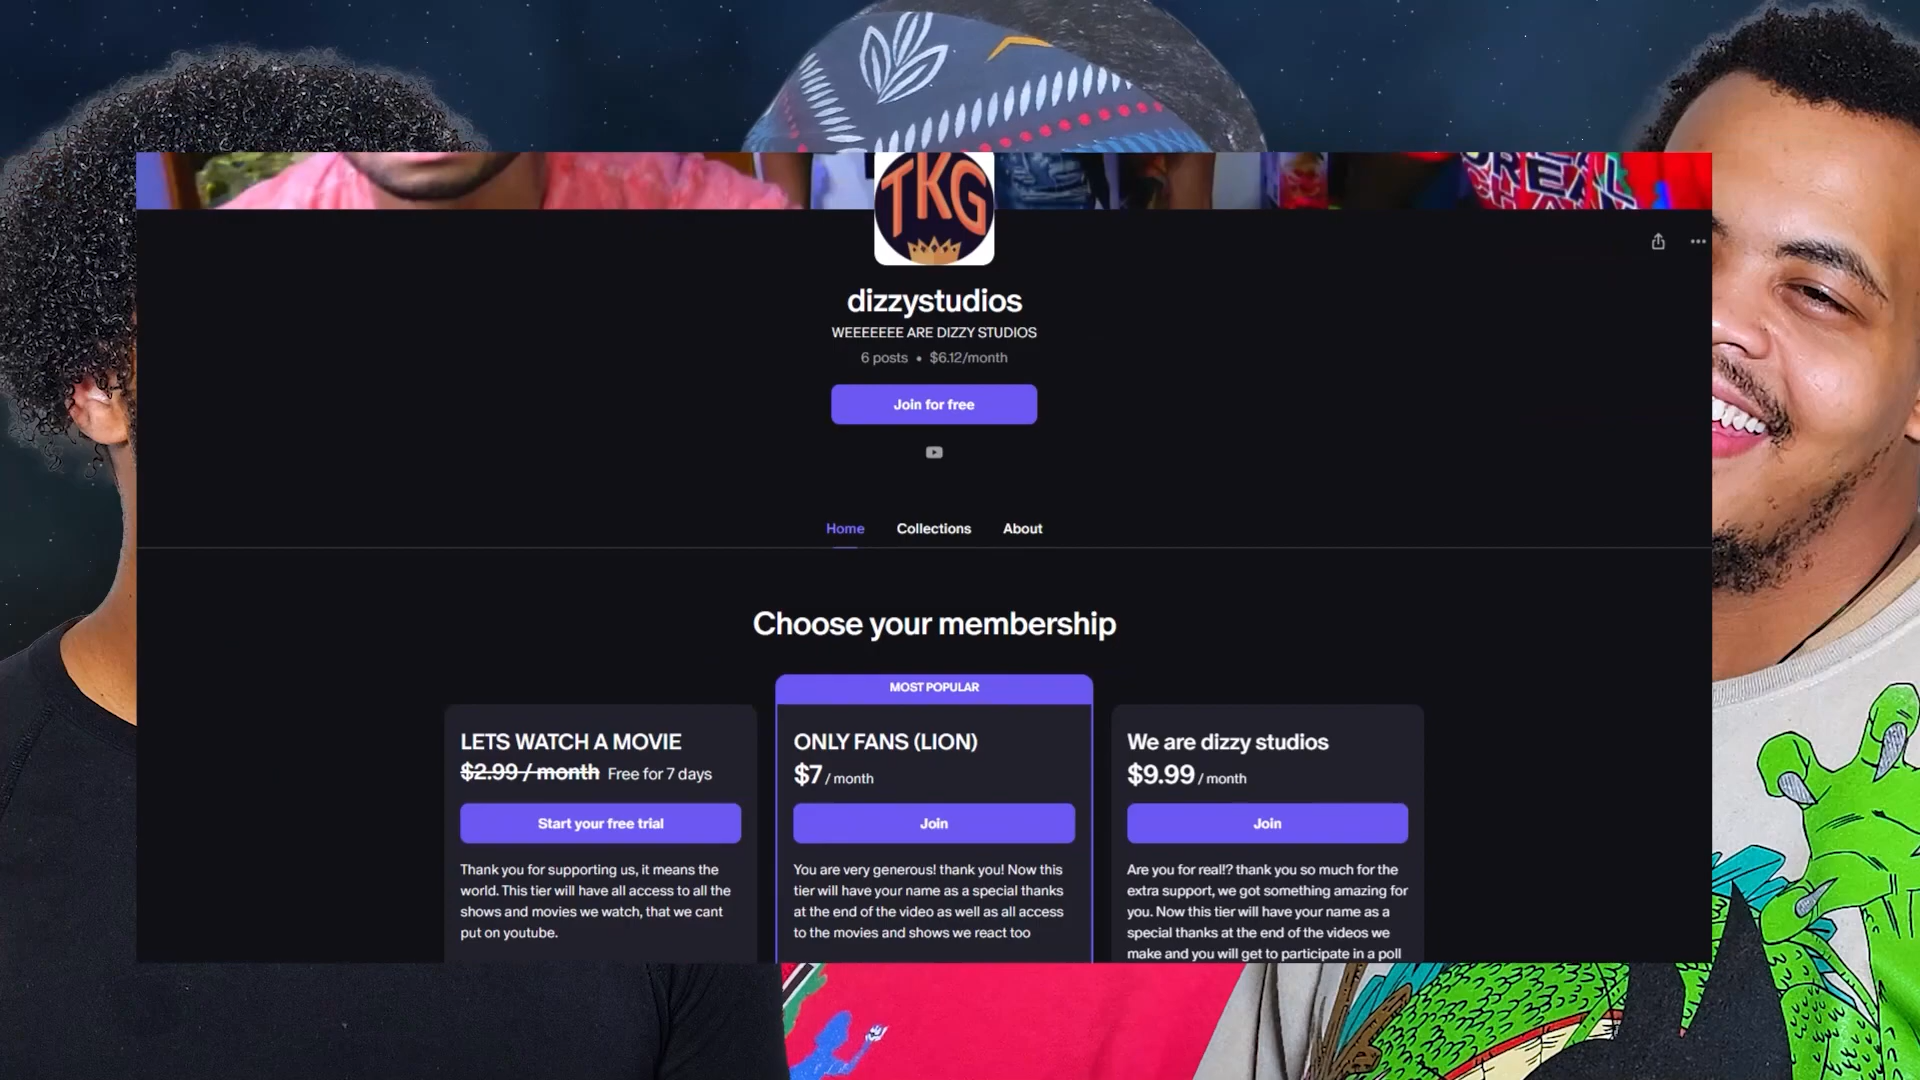 TKG
dizzystudios
WEEEEEEE ARE DIZZY STUDIOS
6 posts • $6.12/month
Join for free
Home Collections About
Choose your membership
MOST POPULAR
LETS WATCH A MOVIE
$2.99 / month Free for 7 days
Start your free trial
Thank you for supporting us, it means the
world. This tier will have all access to all the
shows and movies we watch, that we cant
put on youtube.
ONLY FANS (LION)
$7 / month
Join
You are very generous! thank you! Now this
tier will have your name as a special thanks
at the end of the video as well as all access
to the movies and shows we react too
We are dizzy studios
$9.99 / month
Join
Are you for real!? thank you so much for the
extra support, we got something amazing for
you. Now this tier will have your name as a
special thanks at the end of the videos we
make and you will get to participate in a poll